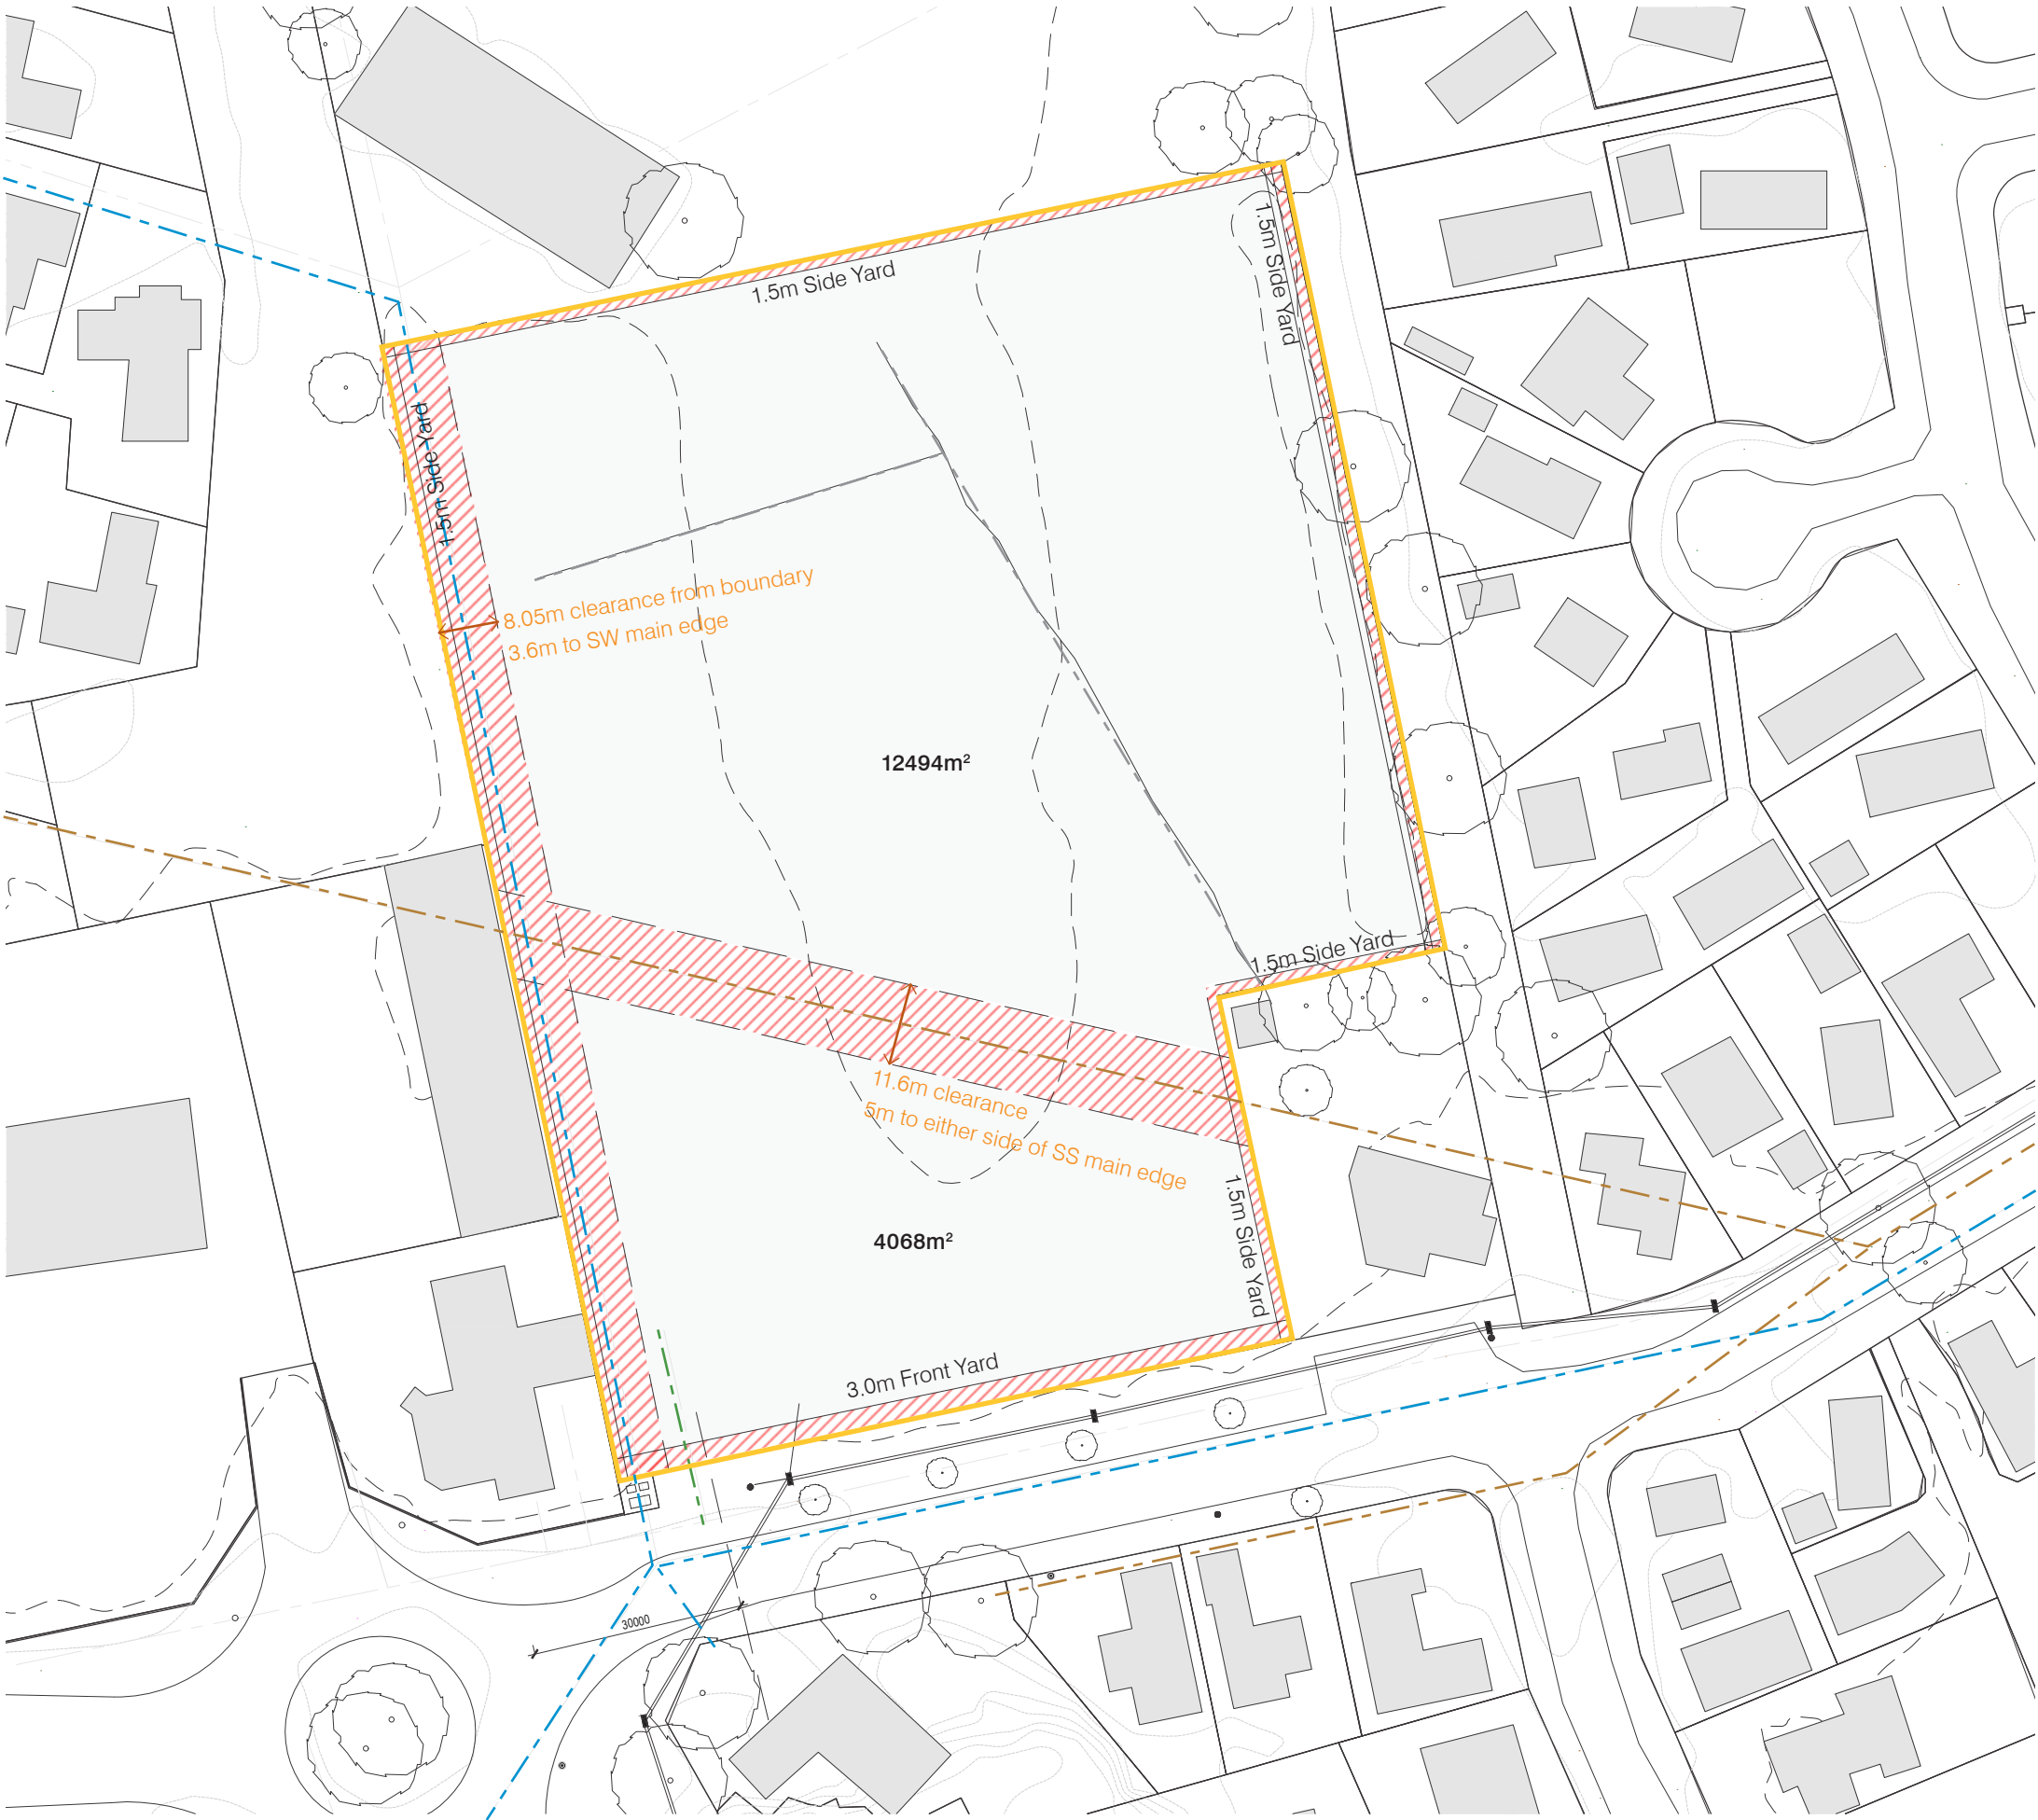 1.5m Side Yard
1.5m Side Yard
1.5m Side Yard
8.05m clearance from boundary
3.6m to SW main edge
12494m²
1.5m Side Yard
11.6m clearance
5m to either side of SS main edge
1.5m Side Yard
4068m²
3.0m Front Yard
30000